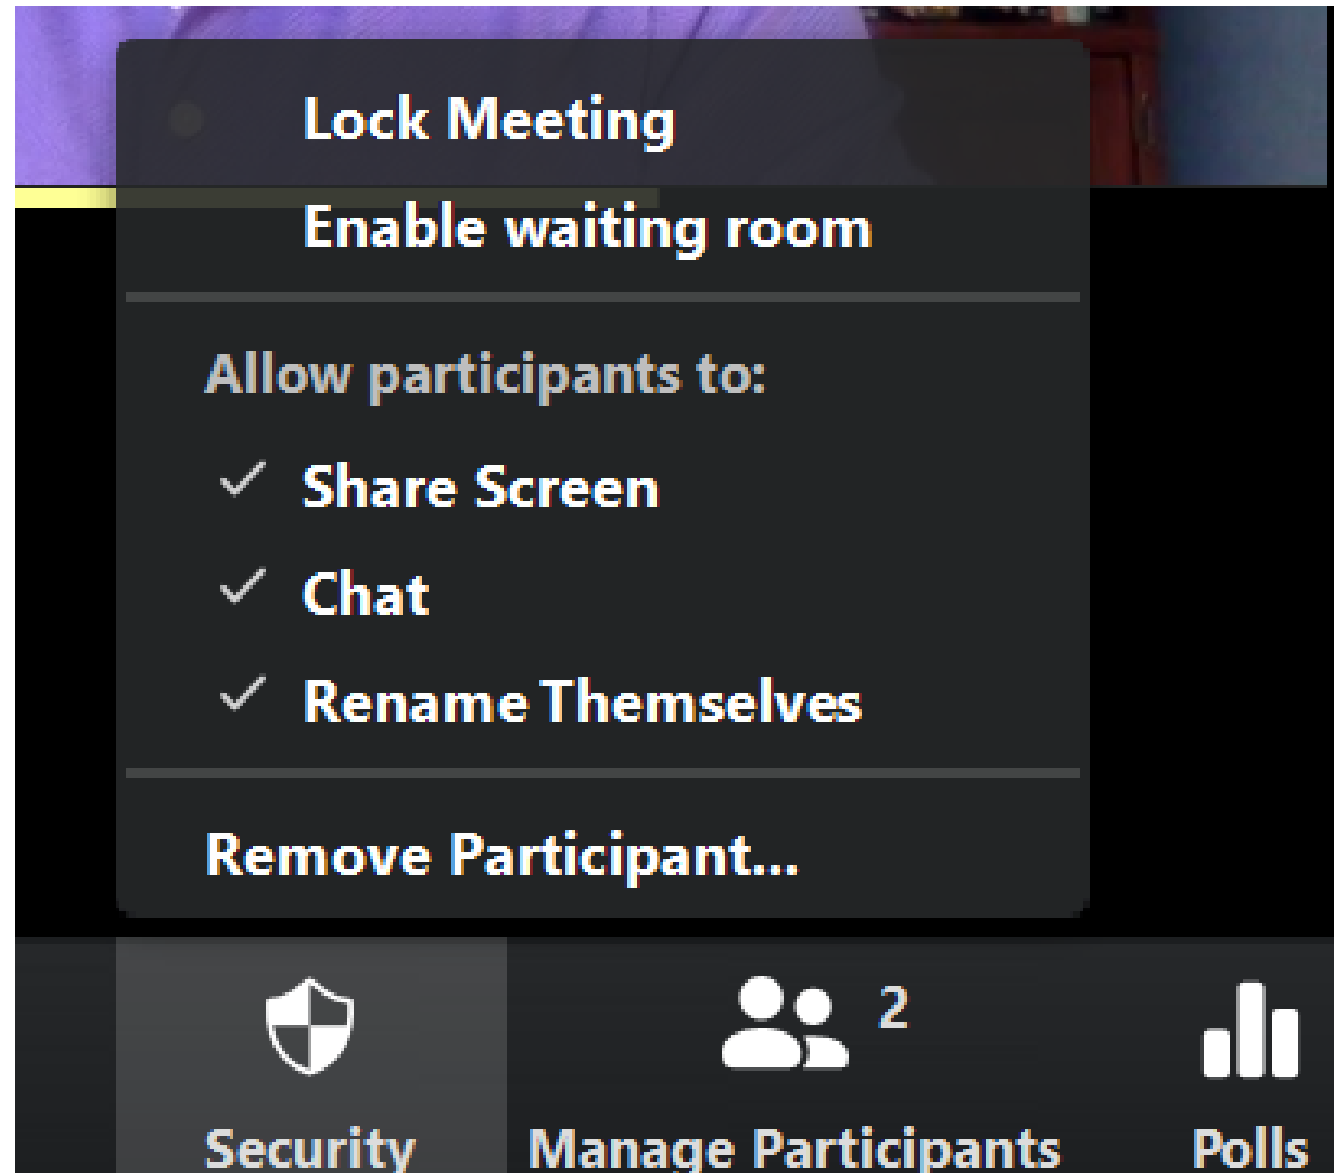 Lock Meeting
Enable waiting room
Allow participants to:
Share Screen
Chat
Rename Themselves
Remove Participant...
2
Security
Manage Participants
Polls